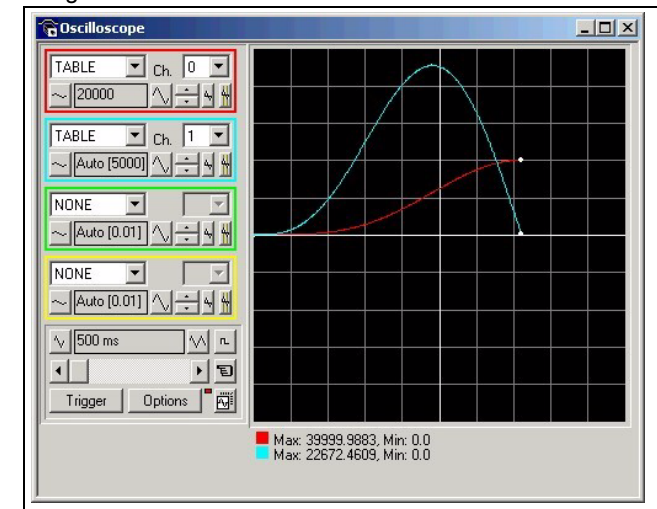 Oscilloscope
TABLE Ch. 0
20000
TABLE Ch. 1
Auto [5000]
NONE
Auto [0.01]
NONE
Auto [0.01]
500 ms
Trigger Options
Max: 39999.9883, Min: 0.0
Max: 22672.4609, Min: 0.0